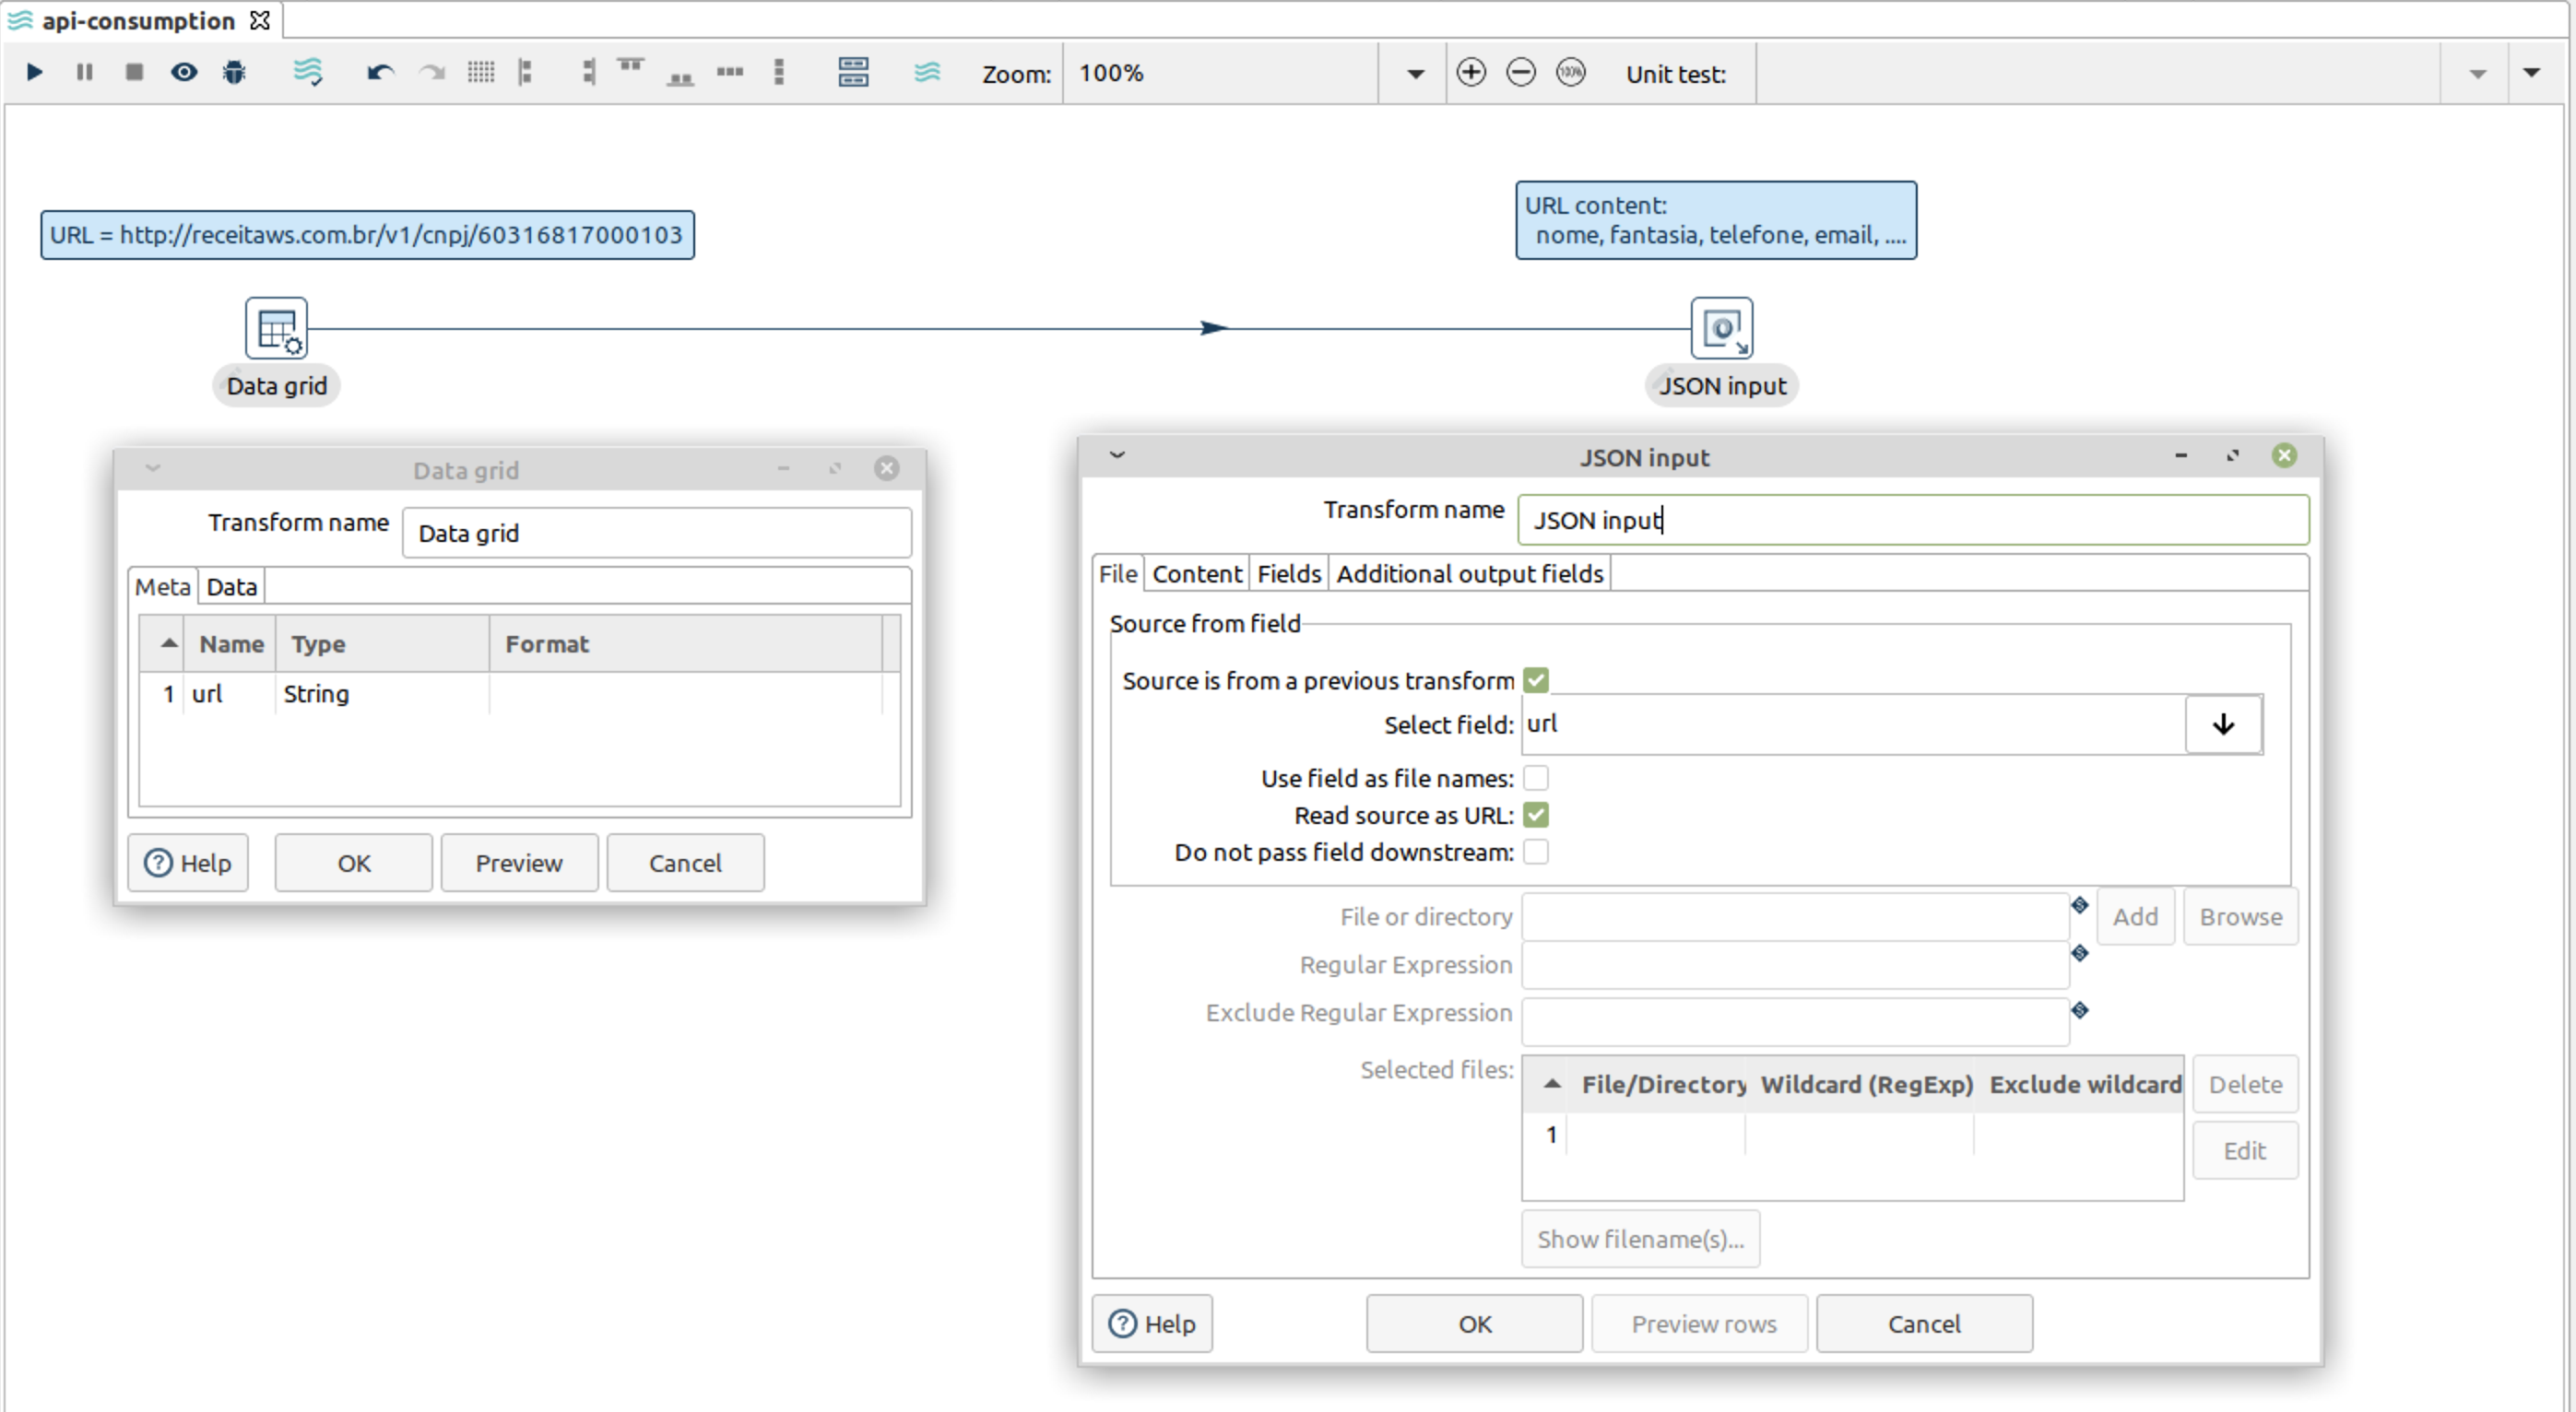 api-consumption
Zoom: 100% Unit test:
URL = http://receitaws.com.br/v1/cnpj/60316817000103
URL content:
nome, fantasia, telefone, email, ....
Data grid
JSON input
Data grid
Transform name Data grid
Meta Data
Name Type Format
1 url String
Help OK Preview Cancel
JSON input
Transform name JSON input
File Content Fields Additional output fields
Source from field
Source is from a previous transform
Select field: url
Use field as file names:
Read source as URL:
Do not pass field downstream:
File or directory Add Browse
Regular Expression
Exclude Regular Expression
Selected files: File/Directory Wildcard (RegExp) Exclude wildcard Delete
1
Edit
Show filename(s)...
Help OK Preview rows Cancel